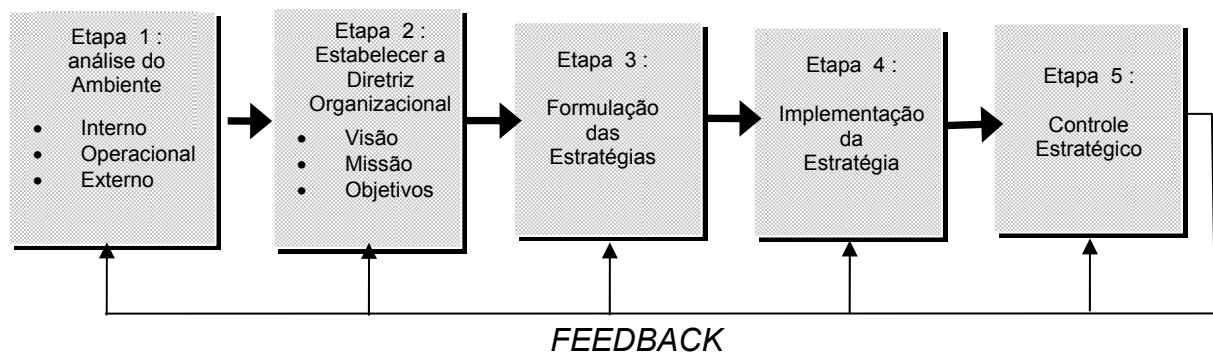 Etapa 1 :
análise do
Ambiente
• Interno
• Operacional
• Externo
Etapa 2 :
Estabelecer a
Diretriz
Organizacional
• Visão
• Missão
• Objetivos
Etapa 3 :
Formulação
das
Estratégias
Etapa 4 :
Implementação
da
Estratégia
Etapa 5 :
Controle
Estratégico
FEEDBACK